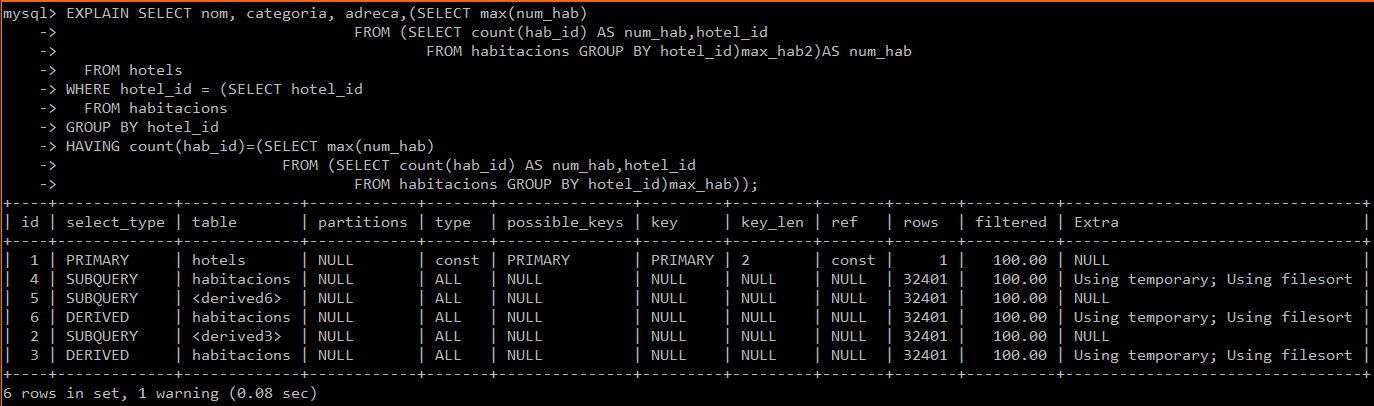 mysql> EXPLAIN SELECT nom, categoria, adreca,(SELECT max(num_hab)
    ->                                 FROM (SELECT count(hab_id) AS num_hab,hotel_id
    ->                                         FROM habitacions GROUP BY hotel_id)max_hab2)AS num_hab
    ->   FROM hotels
    -> WHERE hotel_id = (SELECT hotel_id
    ->   FROM habitacions
    -> GROUP BY hotel_id
    -> HAVING count(hab_id)=(SELECT max(num_hab)
    ->                         FROM (SELECT count(hab_id) AS num_hab,hotel_id
    ->                                 FROM habitacions GROUP BY hotel_id)max_hab));
+----+-------------+-------------+------------+-------+---------------+---------+---------+-------+-------+----------+---------------------------------+
| id | select_type | table       | partitions | type  | possible_keys | key     | key_len | ref   | rows  | filtered | Extra                           |
+----+-------------+-------------+------------+-------+---------------+---------+---------+-------+-------+----------+---------------------------------+
|  1 | PRIMARY     | hotels      | NULL       | const | PRIMARY       | PRIMARY | 2       | const |     1 |   100.00 | NULL                            |
|  4 | SUBQUERY    | habitacions | NULL       | ALL   | NULL          | NULL    | NULL    | NULL  | 32401 |   100.00 | Using temporary; Using filesort |
|  5 | SUBQUERY    | <derived6>  | NULL       | ALL   | NULL          | NULL    | NULL    | NULL  | 32401 |   100.00 | NULL                            |
|  6 | DERIVED     | habitacions | NULL       | ALL   | NULL          | NULL    | NULL    | NULL  | 32401 |   100.00 | Using temporary; Using filesort |
|  2 | SUBQUERY    | <derived3>  | NULL       | ALL   | NULL          | NULL    | NULL    | NULL  | 32401 |   100.00 | NULL                            |
|  3 | DERIVED     | habitacions | NULL       | ALL   | NULL          | NULL    | NULL    | NULL  | 32401 |   100.00 | Using temporary; Using filesort |
+----+-------------+-------------+------------+-------+---------------+---------+---------+-------+-------+----------+---------------------------------+
6 rows in set, 1 warning (0.08 sec)